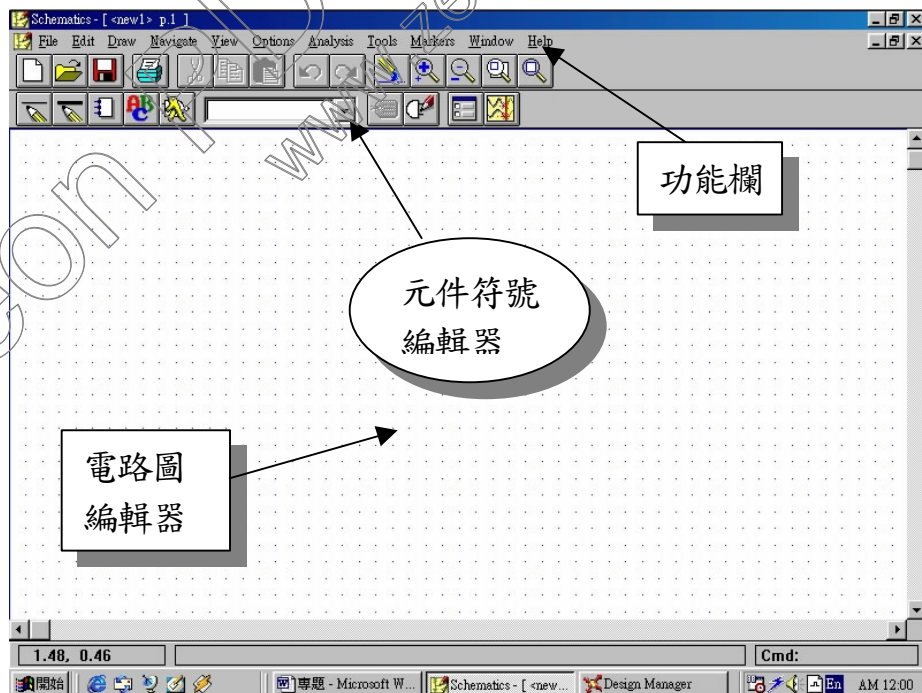 Schematics - [ <new1> p.1 ]
File Edit Draw Navigate View Options Analysis Tools Markers Window Help
功能欄
元件符號
編輯器
電路圖
編輯器
1.48, 0.46
Cmd:
開始
專題 - Microsoft W...
Schematics - [ <new...
Design Manager
En
AM 12:00